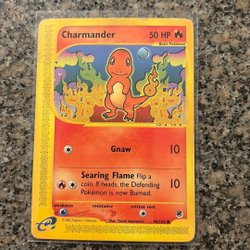 Charmander 50 HP
Basic Pokémon
Gnaw 10
Searing Flame Flip a
coin. If heads, the Defending
Pokémon is now Burned. 10
weakness resistance retreat cost
e